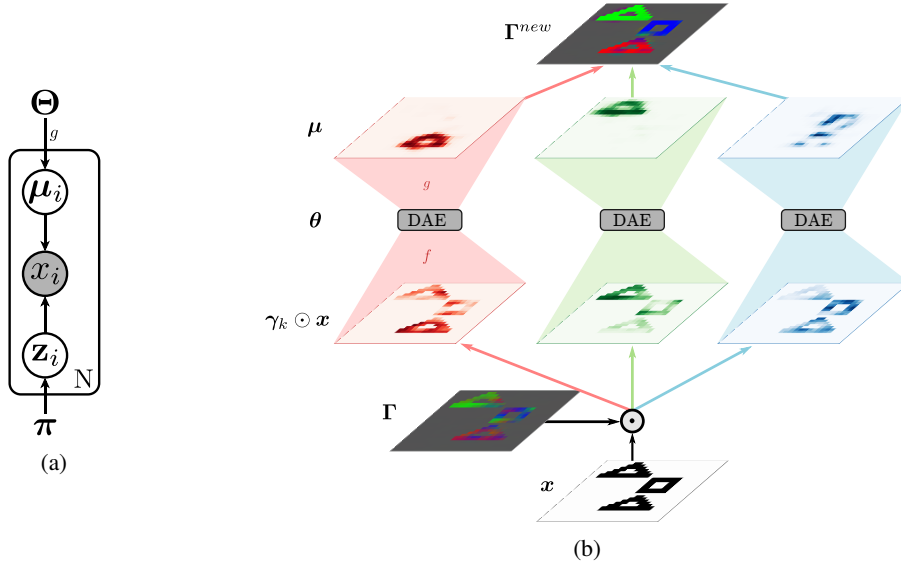 Θ
g
μ_i
x_i
z_i
N
π
(a)
Γ^{new}
μ
g
θ
DAE DAE DAE
f
γ_k ⊙ x
Γ
x
(b)